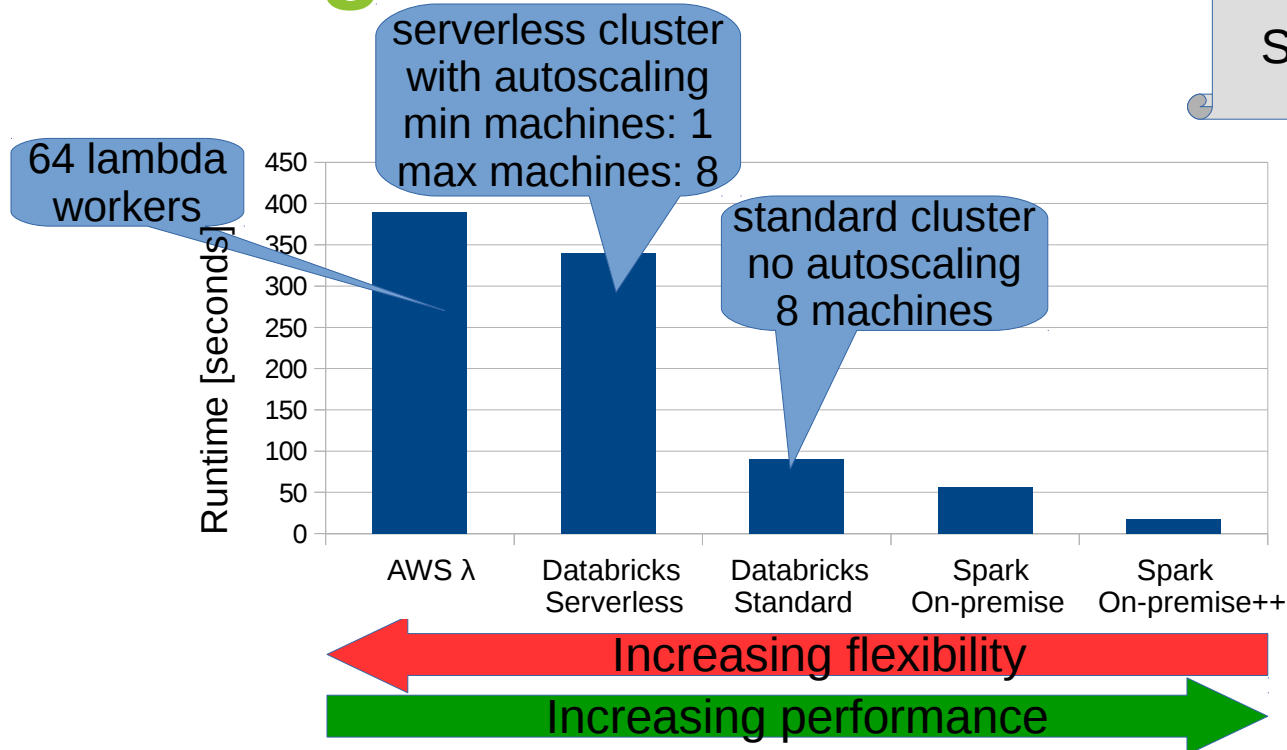 serverless cluster
with autoscaling
min machines: 1
max machines: 8
S
64 lambda
workers
standard cluster
no autoscaling
8 machines
Runtime [seconds]
450
400
350
300
250
200
150
100
50
0
AWS λ
Databricks
Serverless
Databricks
Standard
Spark
On-premise
Spark
On-premise++
Increasing flexibility
Increasing performance